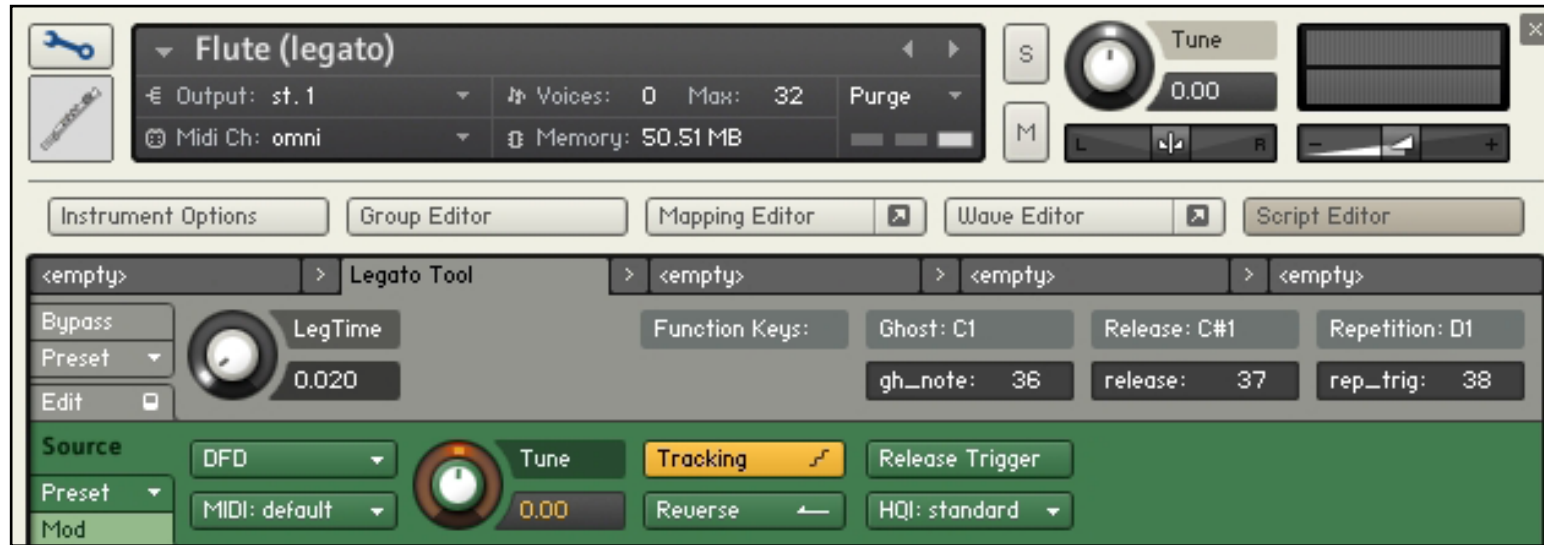 Flute (legato)
S
Tune
Output: st. 1
Voices: 0 Max: 32
Purge
0.00
Midi Ch: omni
Memory: 50.51 MB
M
L R
- +
Instrument Options
Group Editor
Mapping Editor
Wave Editor
Script Editor
<empty> > Legato Tool > <empty> > <empty> > <empty>
Bypass
LegTime
Function Keys:
Ghost: C1
Release: C#1
Repetition: D1
Preset
0.020
gh_note: 36
release: 37
rep_trig: 38
Edit
Source
DFD
Tune
Tracking
Release Trigger
Preset
MIDI: default
0.00
Reverse
HQI: standard
Mod